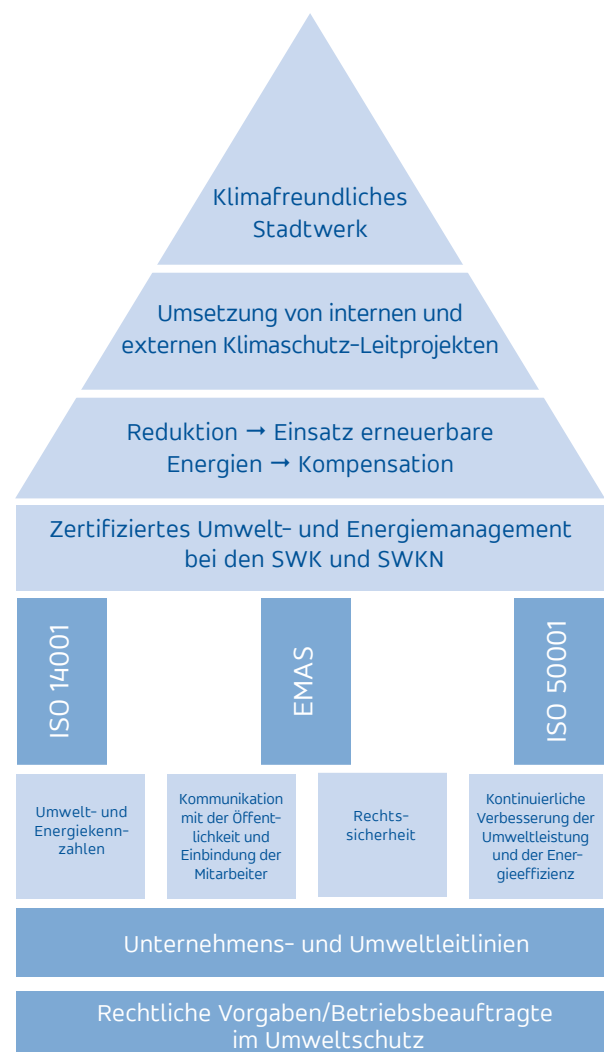 Klimafreundliches
Stadtwerk
Umsetzung von internen und
externen Klimaschutz-Leitprojekten
Reduktion → Einsatz erneuerbare
Energien → Kompensation
Zertifiziertes Umwelt- und Energiemanagement
bei den SWK und SWKN
ISO 14001
EMAS
ISO 50001
Umwelt- und
Energiekenn-
zahlen
Kommunikation
mit der Öffent-
lichkeit und
Einbindung der
Mitarbeiter
Rechts-
sicherheit
Kontinuierliche
Verbesserung der
Umweltleistung
und der Ener-
gieeffizienz
Unternehmens- und Umweltleitlinien
Rechtliche Vorgaben/Betriebsbeauftragte
im Umweltschutz